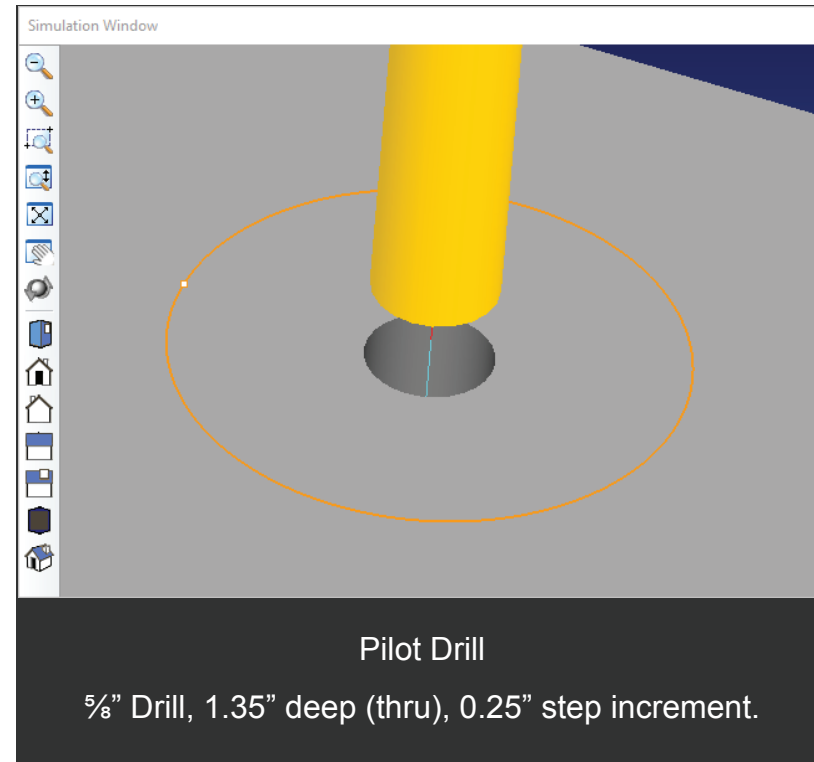 Simulation Window
Pilot Drill
⅝” Drill, 1.35” deep (thru), 0.25” step increment.